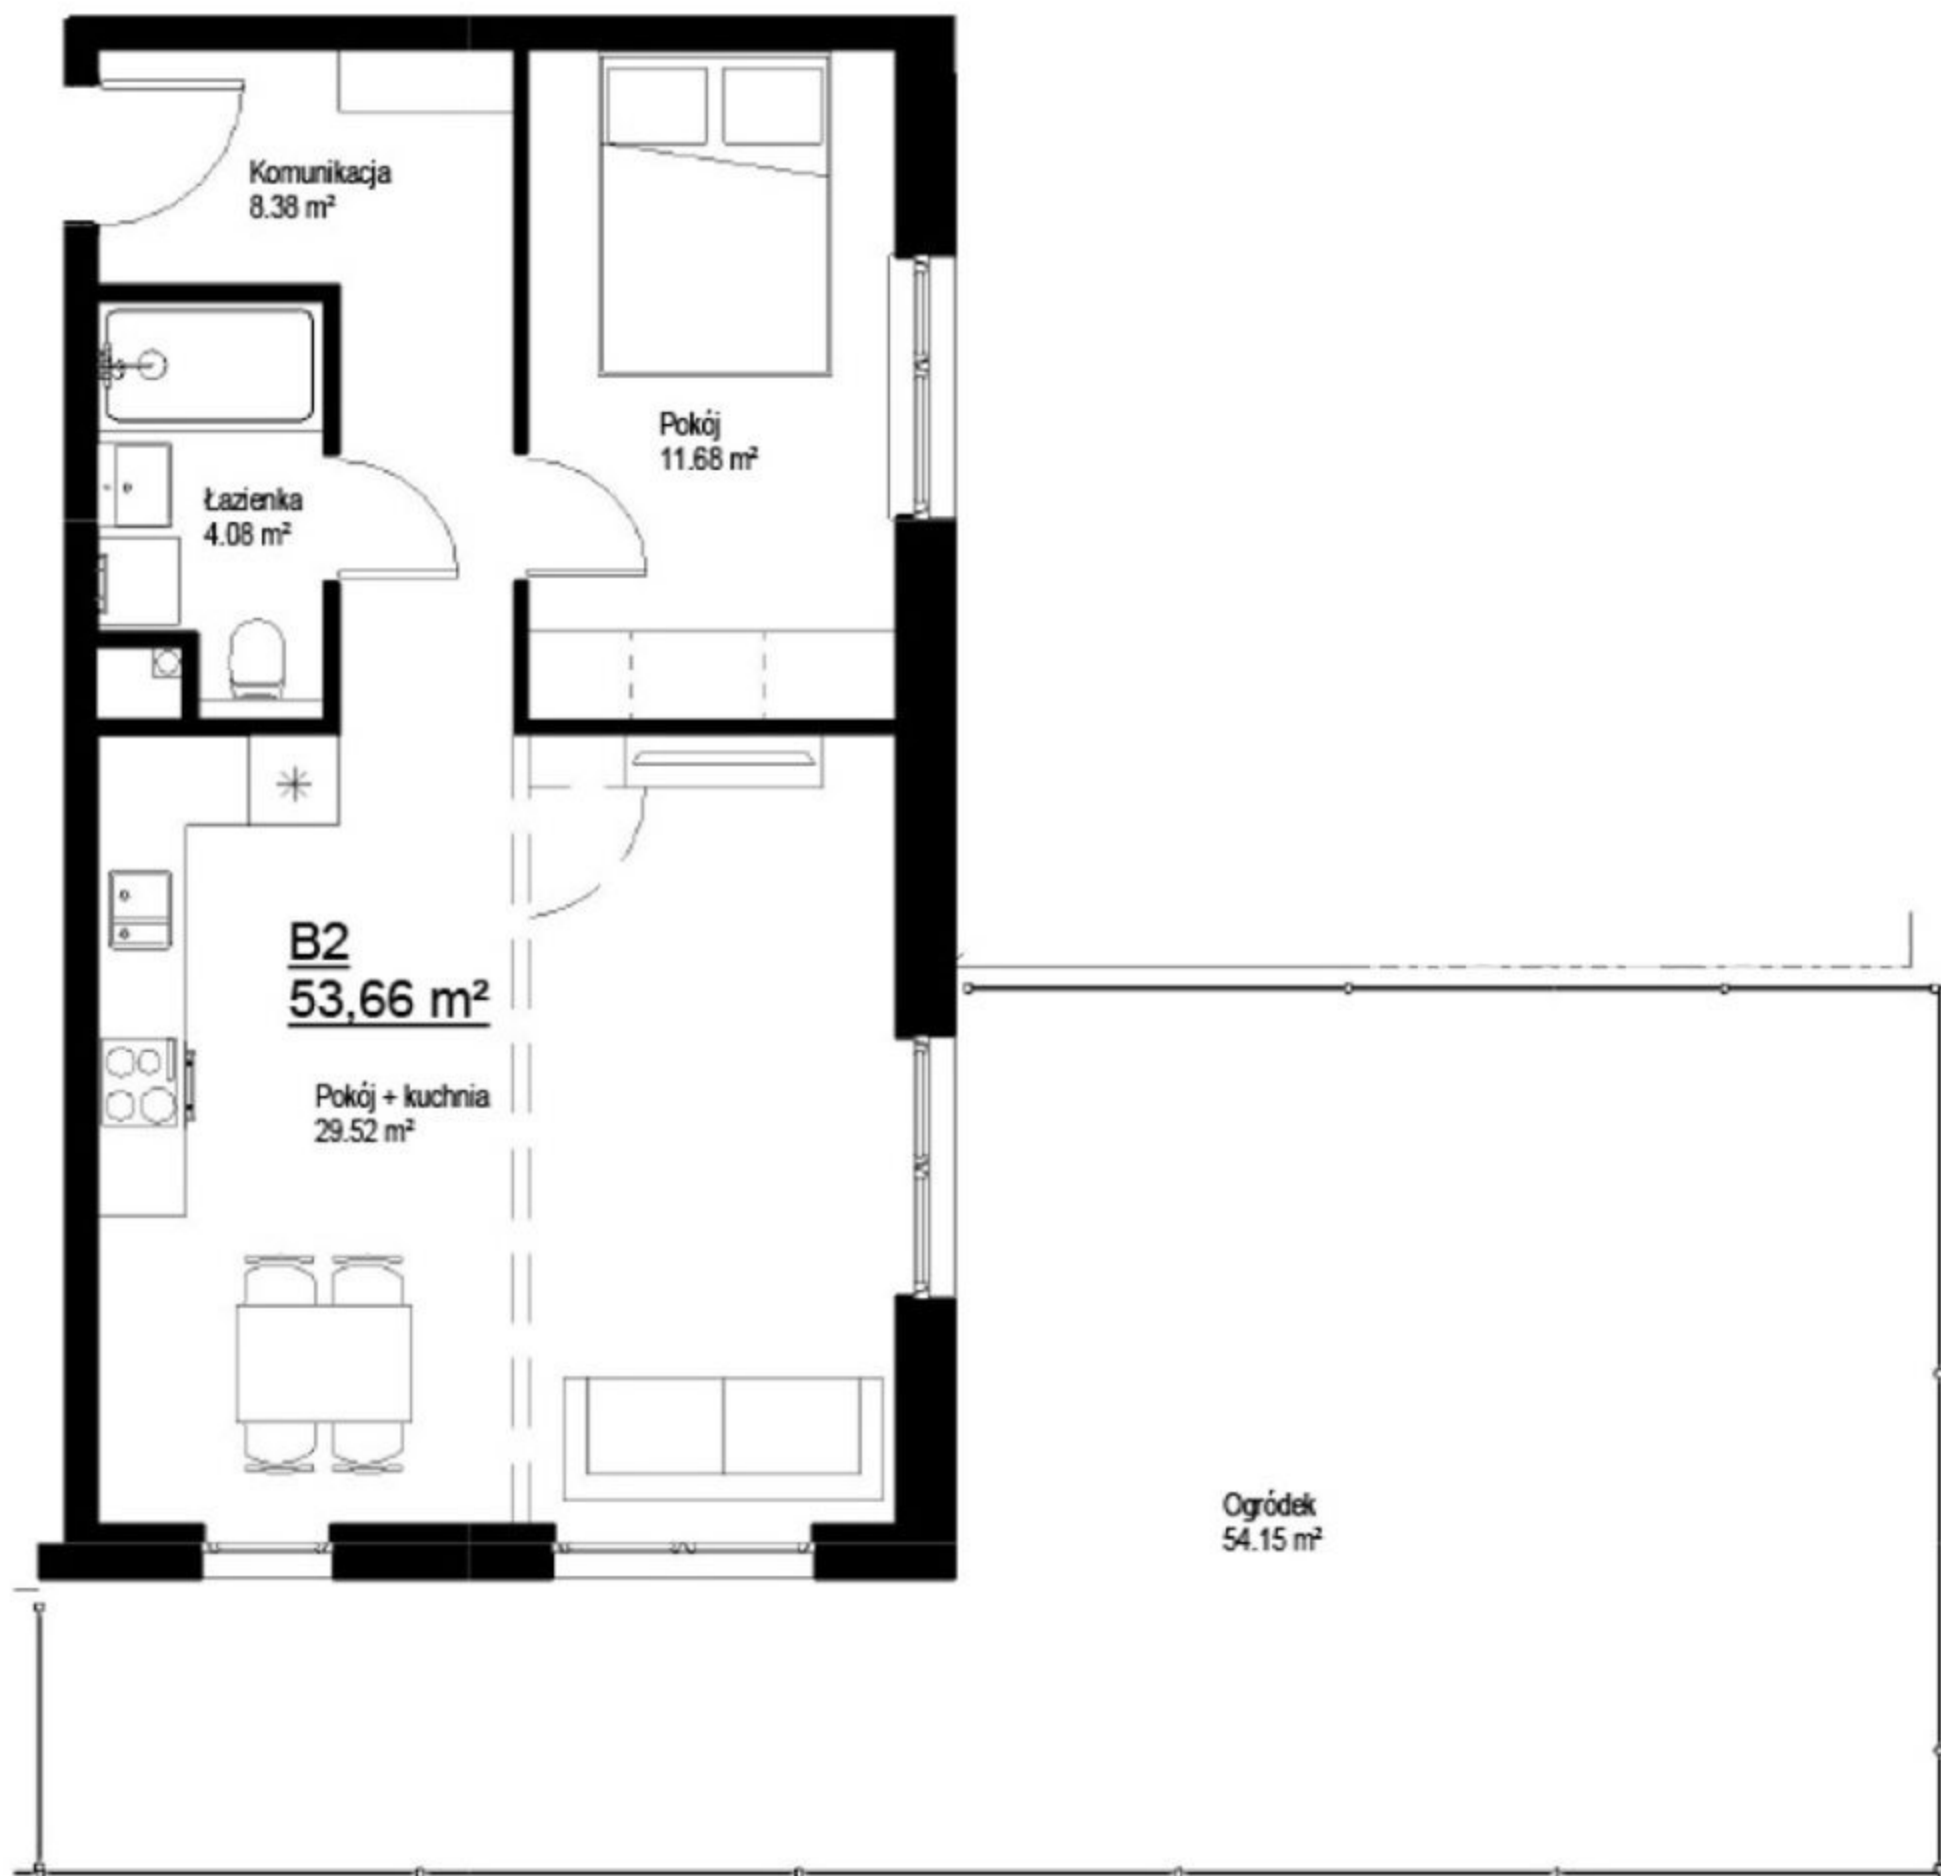 Komunikacja
8.38 m²
Pokój
11.68 m²
Łazienka
4.08 m²
B2
53,66 m²
Pokój + kuchnia
29.52 m²
Ogródek
54.15 m²